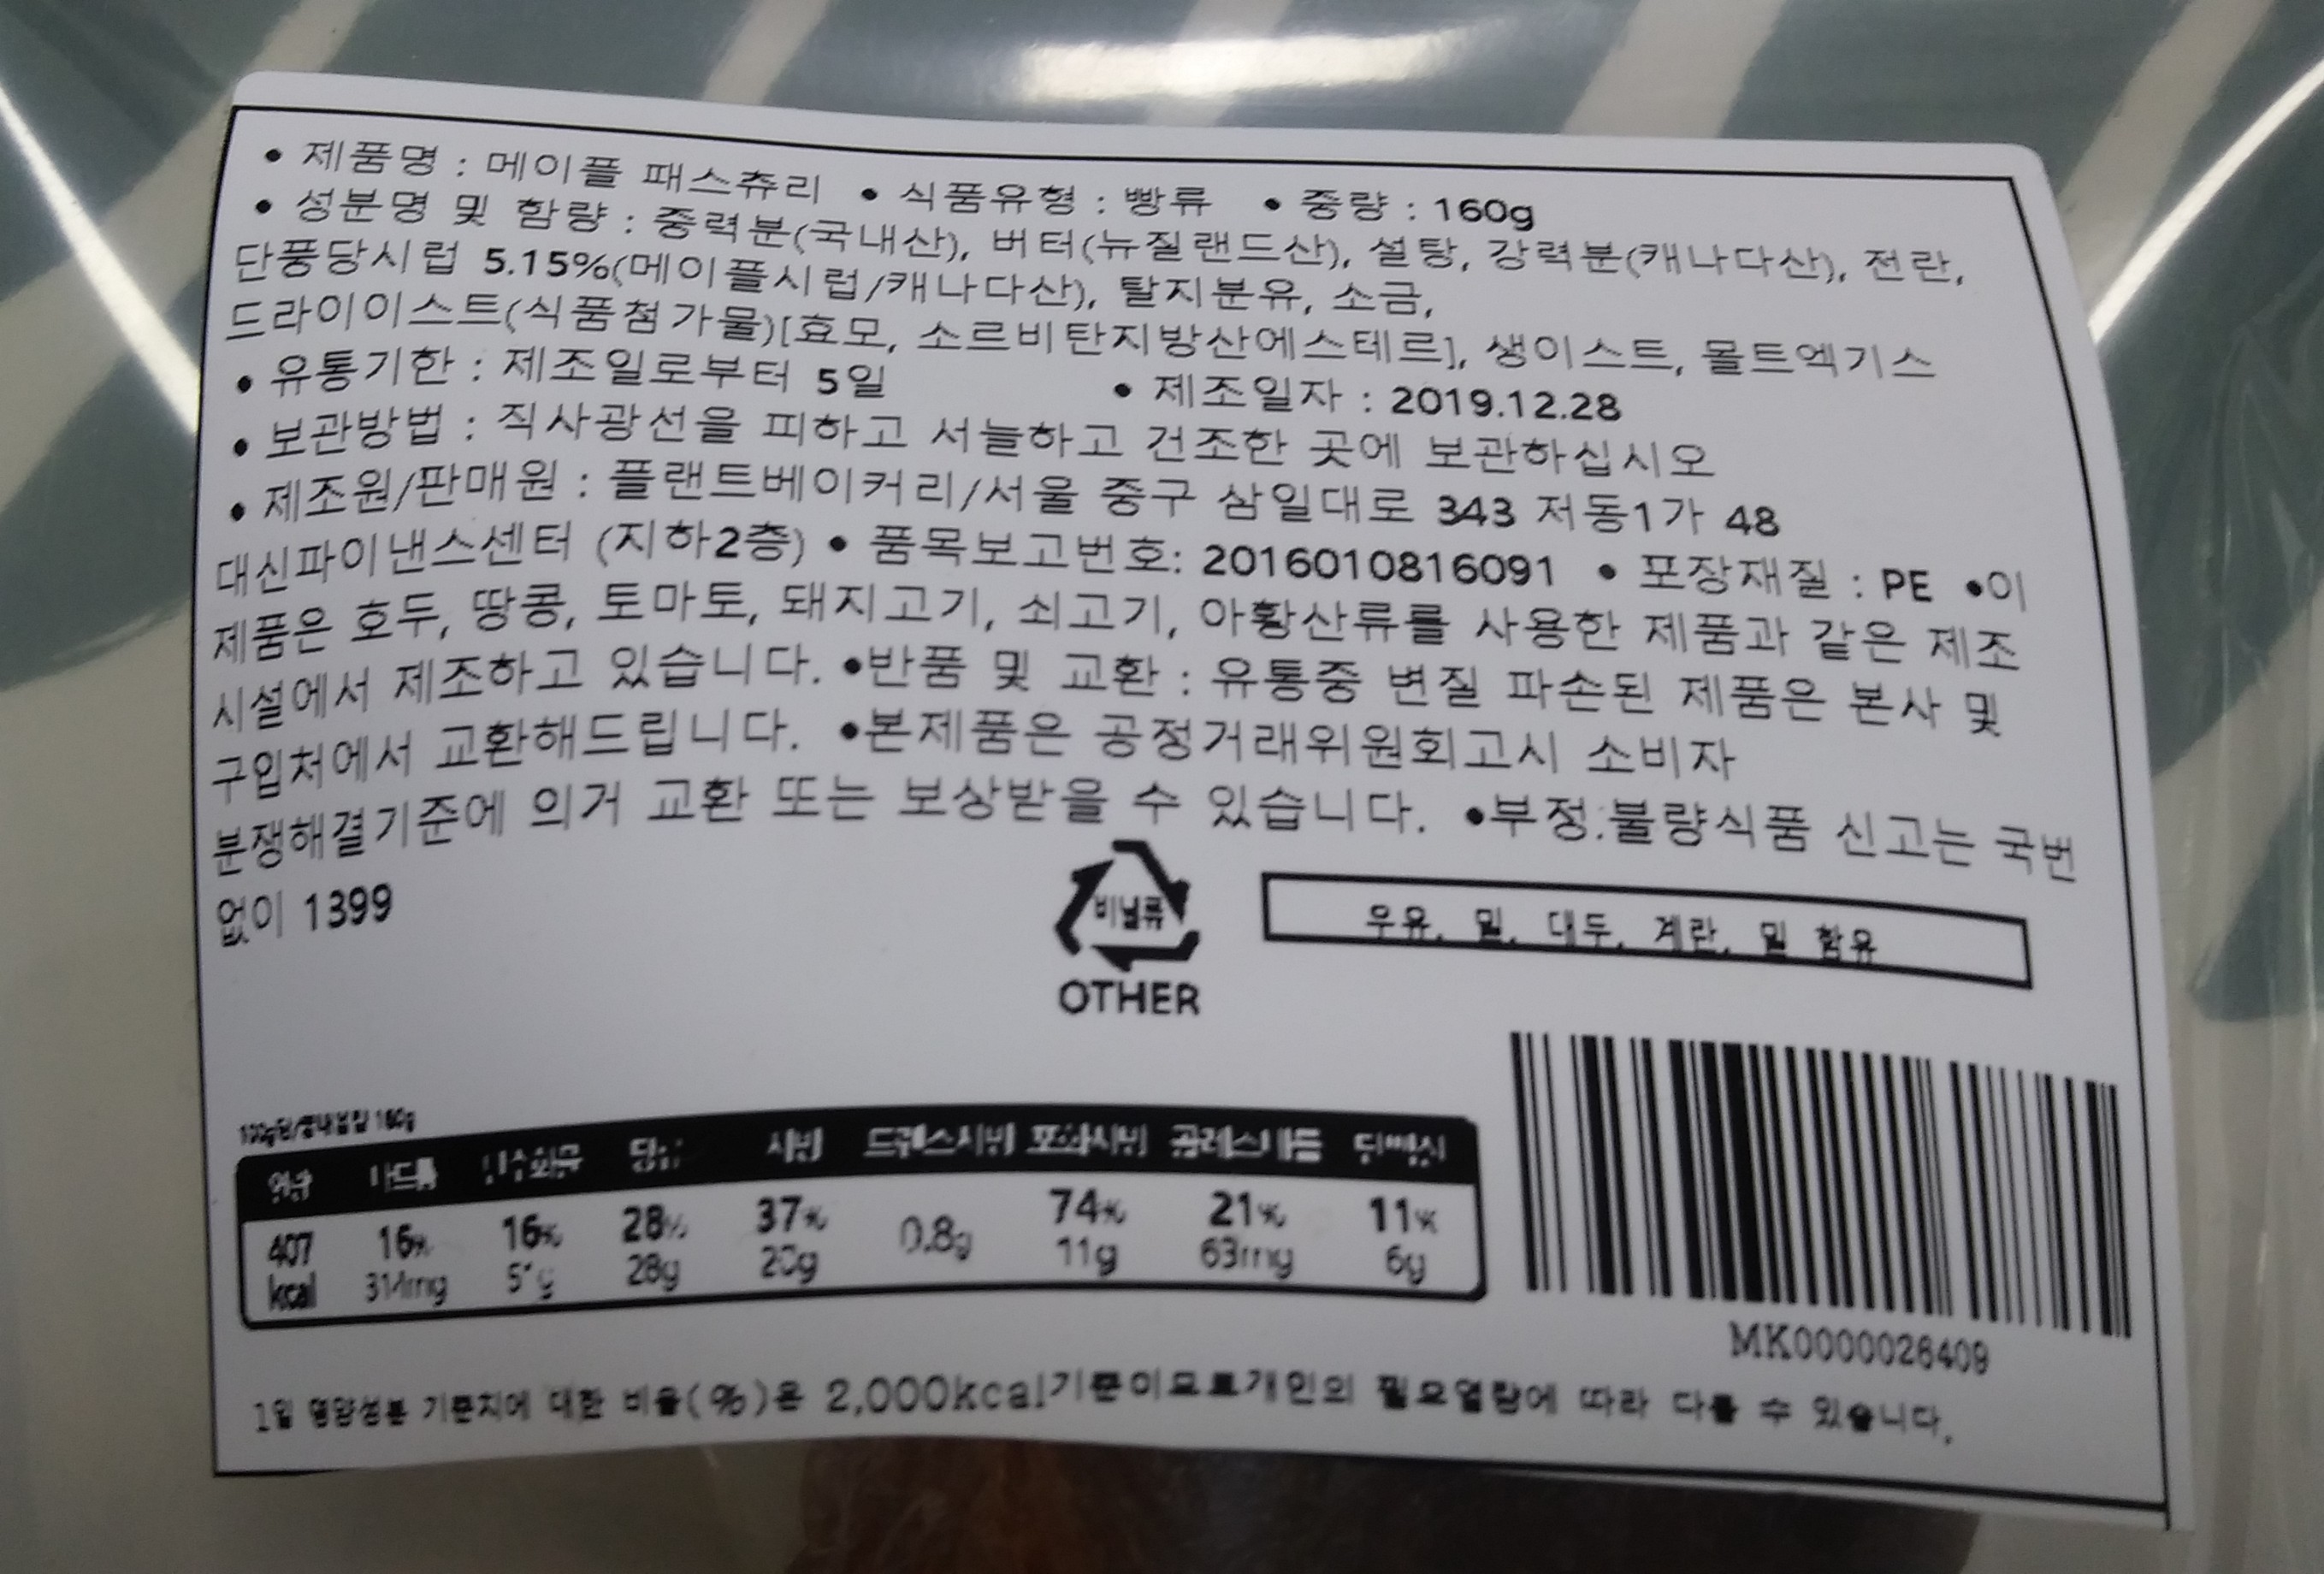 • 제품명 : 메이플 패스츄리 • 식품유형 : 빵류 • 중량 : 160g
• 성분명 및 함량 : 중력분(국내산), 버터(뉴질랜드산), 설탕, 강력분(캐나다산), 전란,
단풍당시럽 5.15%(메이플시럽/캐나다산), 탈지분유, 소금,
드라이이스트(식품첨가물)[효모, 소르비탄지방산에스테르], 생이스트, 몰트엑기스
• 유통기한 : 제조일로부터 5일 • 제조일자 : 2019.12.28
• 보관방법 : 직사광선을 피하고 서늘하고 건조한 곳에 보관하십시오
• 제조원/판매원 : 플랜트베이커리/서울 중구 삼일대로 343 저동1가 48
대신파이낸스센터 (지하2층) • 품목보고번호: 2016010816091 • 포장재질 : PE •이
제품은 호두, 땅콩, 토마토, 돼지고기, 쇠고기, 아황산류를 사용한 제품과 같은 제조
시설에서 제조하고 있습니다. •반품 및 교환 : 유통중 변질 파손된 제품은 본사 및
구입처에서 교환해드립니다. •본제품은 공정거래위원회고시 소비자
분쟁해결기준에 의거 교환 또는 보상받을 수 있습니다. •부정.불량식품 신고는 국번
없이 1399
비닐류
OTHER
우유, 밀, 대두, 계란, 밀 함유
콜레스테롤
16% 16% 28% 37% 74% 21% 11%
407 28g 0.8g 11g 63mg 6g
kcal
MK0000026409
1일 영양성분 기준치에 대한 비율(%)은 2,000kcal기준이므로개인의 필요열량에 따라 다를 수 있습니다.